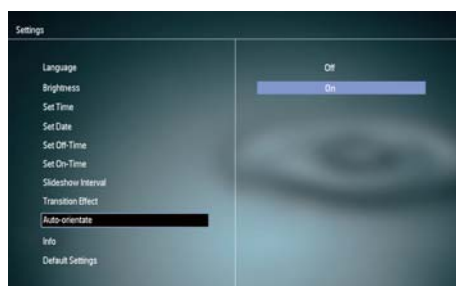 Settings
Language
Off
Brightness
On
Set Time
Set Date
Set Off-Time
Set On-Time
Slideshow Interval
Transition Effect
Auto-orientate
Info
Default Settings